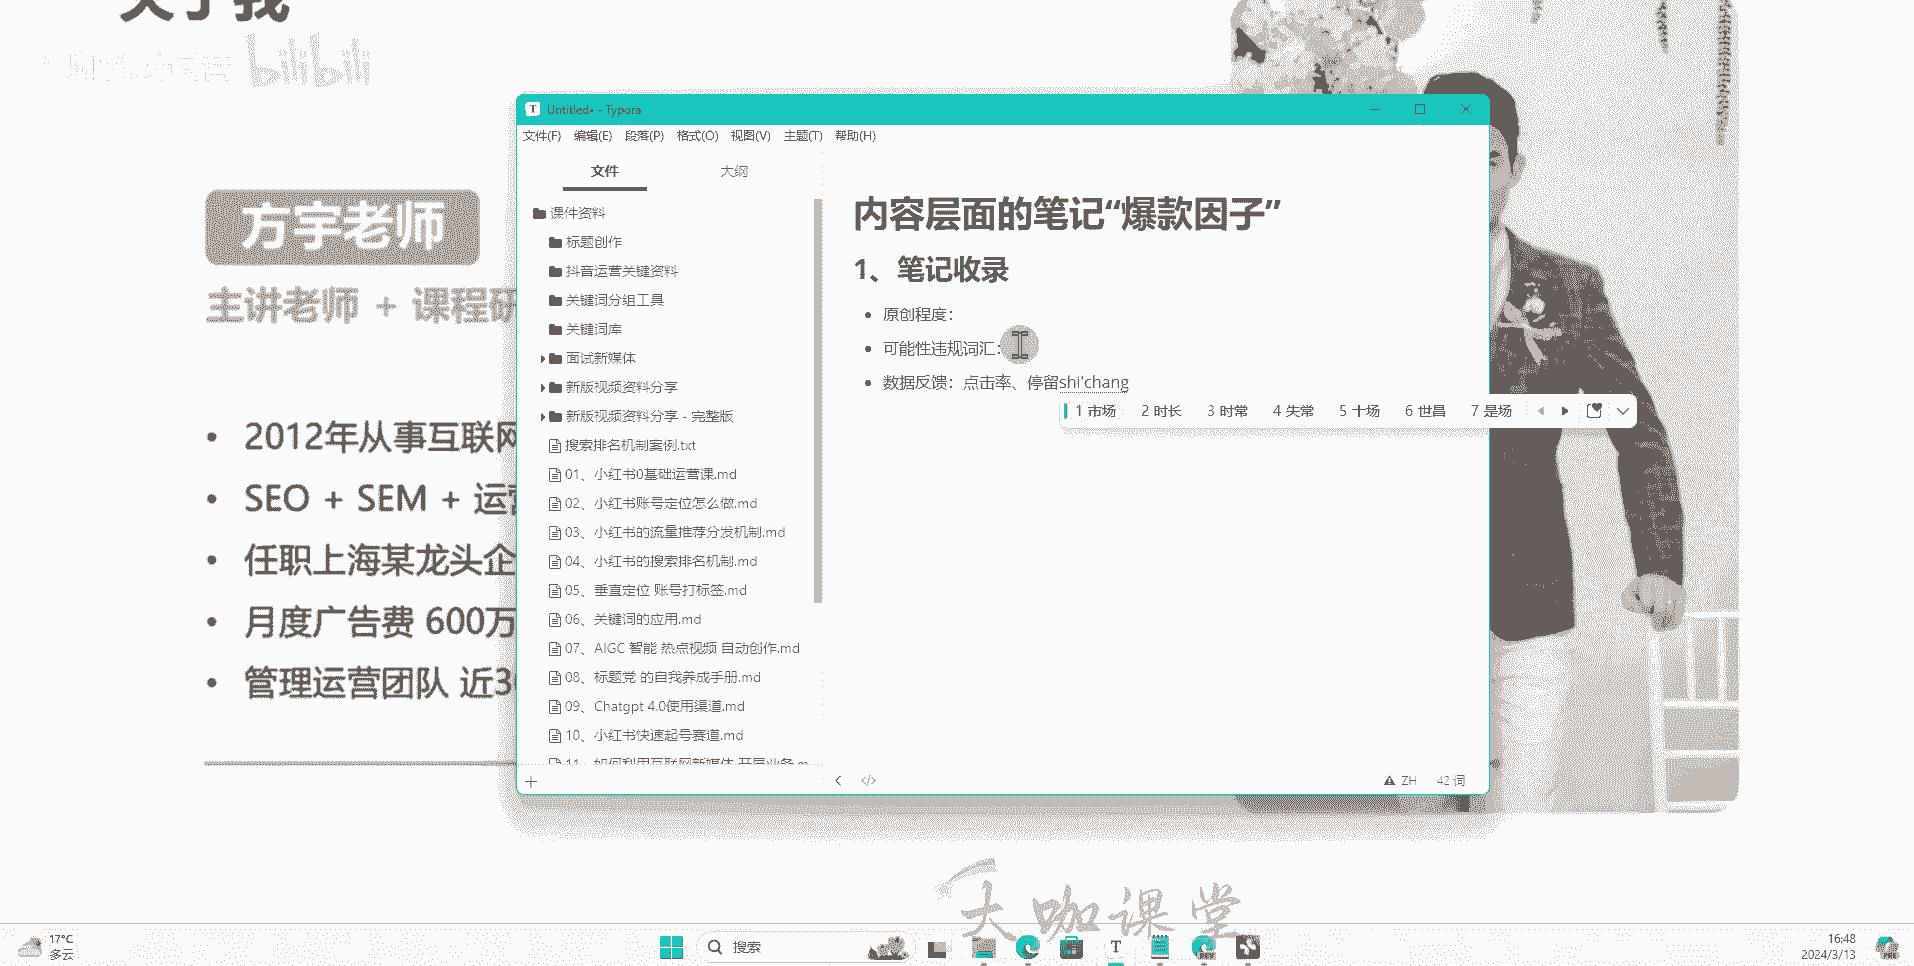 关于我
bilibili
方宇老师
主讲老师 + 课程研
2012年从事互联网
SEO + SEM + 运营
任职上海某龙头企
月度广告费 600万
管理运营团队 近30
Untitled• - Typora
文件(F) 编辑(E) 段落(P) 格式(O) 视图(V) 主题(T) 帮助(H)
文件 大纲
课件资料
标题创作
抖音运营关键资料
关键词分组工具
关键词库
面试新媒体
新版视频资料分享
新版视频资料分享 - 完整版
搜索排名机制案例.txt
01、小红书0基础运营课.md
02、小红书账号定位怎么做.md
03、小红书的流量推荐分发机制.md
04、小红书的搜索排名机制.md
05、垂直定位 账号打标签.md
06、关键词的应用.md
07、AIGC 智能 热点视频 自动创作.md
08、标题党 的自我养成手册.md
09、Chatgpt 4.0使用渠道.md
10、小红书快速起号赛道.md
11、如何利用互联网新媒体 开展业务.m
内容层面的笔记“爆款因子”
1、笔记收录
• 原创程度：
• 可能性违规词汇：
• 数据反馈：点击率、停留shi'chang
1 市场 2 时长 3 时常 4 失常 5 十场 6 世昌 7 是场
ZH 42 词
大咖课堂
17°C
多云
搜索
16:48
2024/3/13